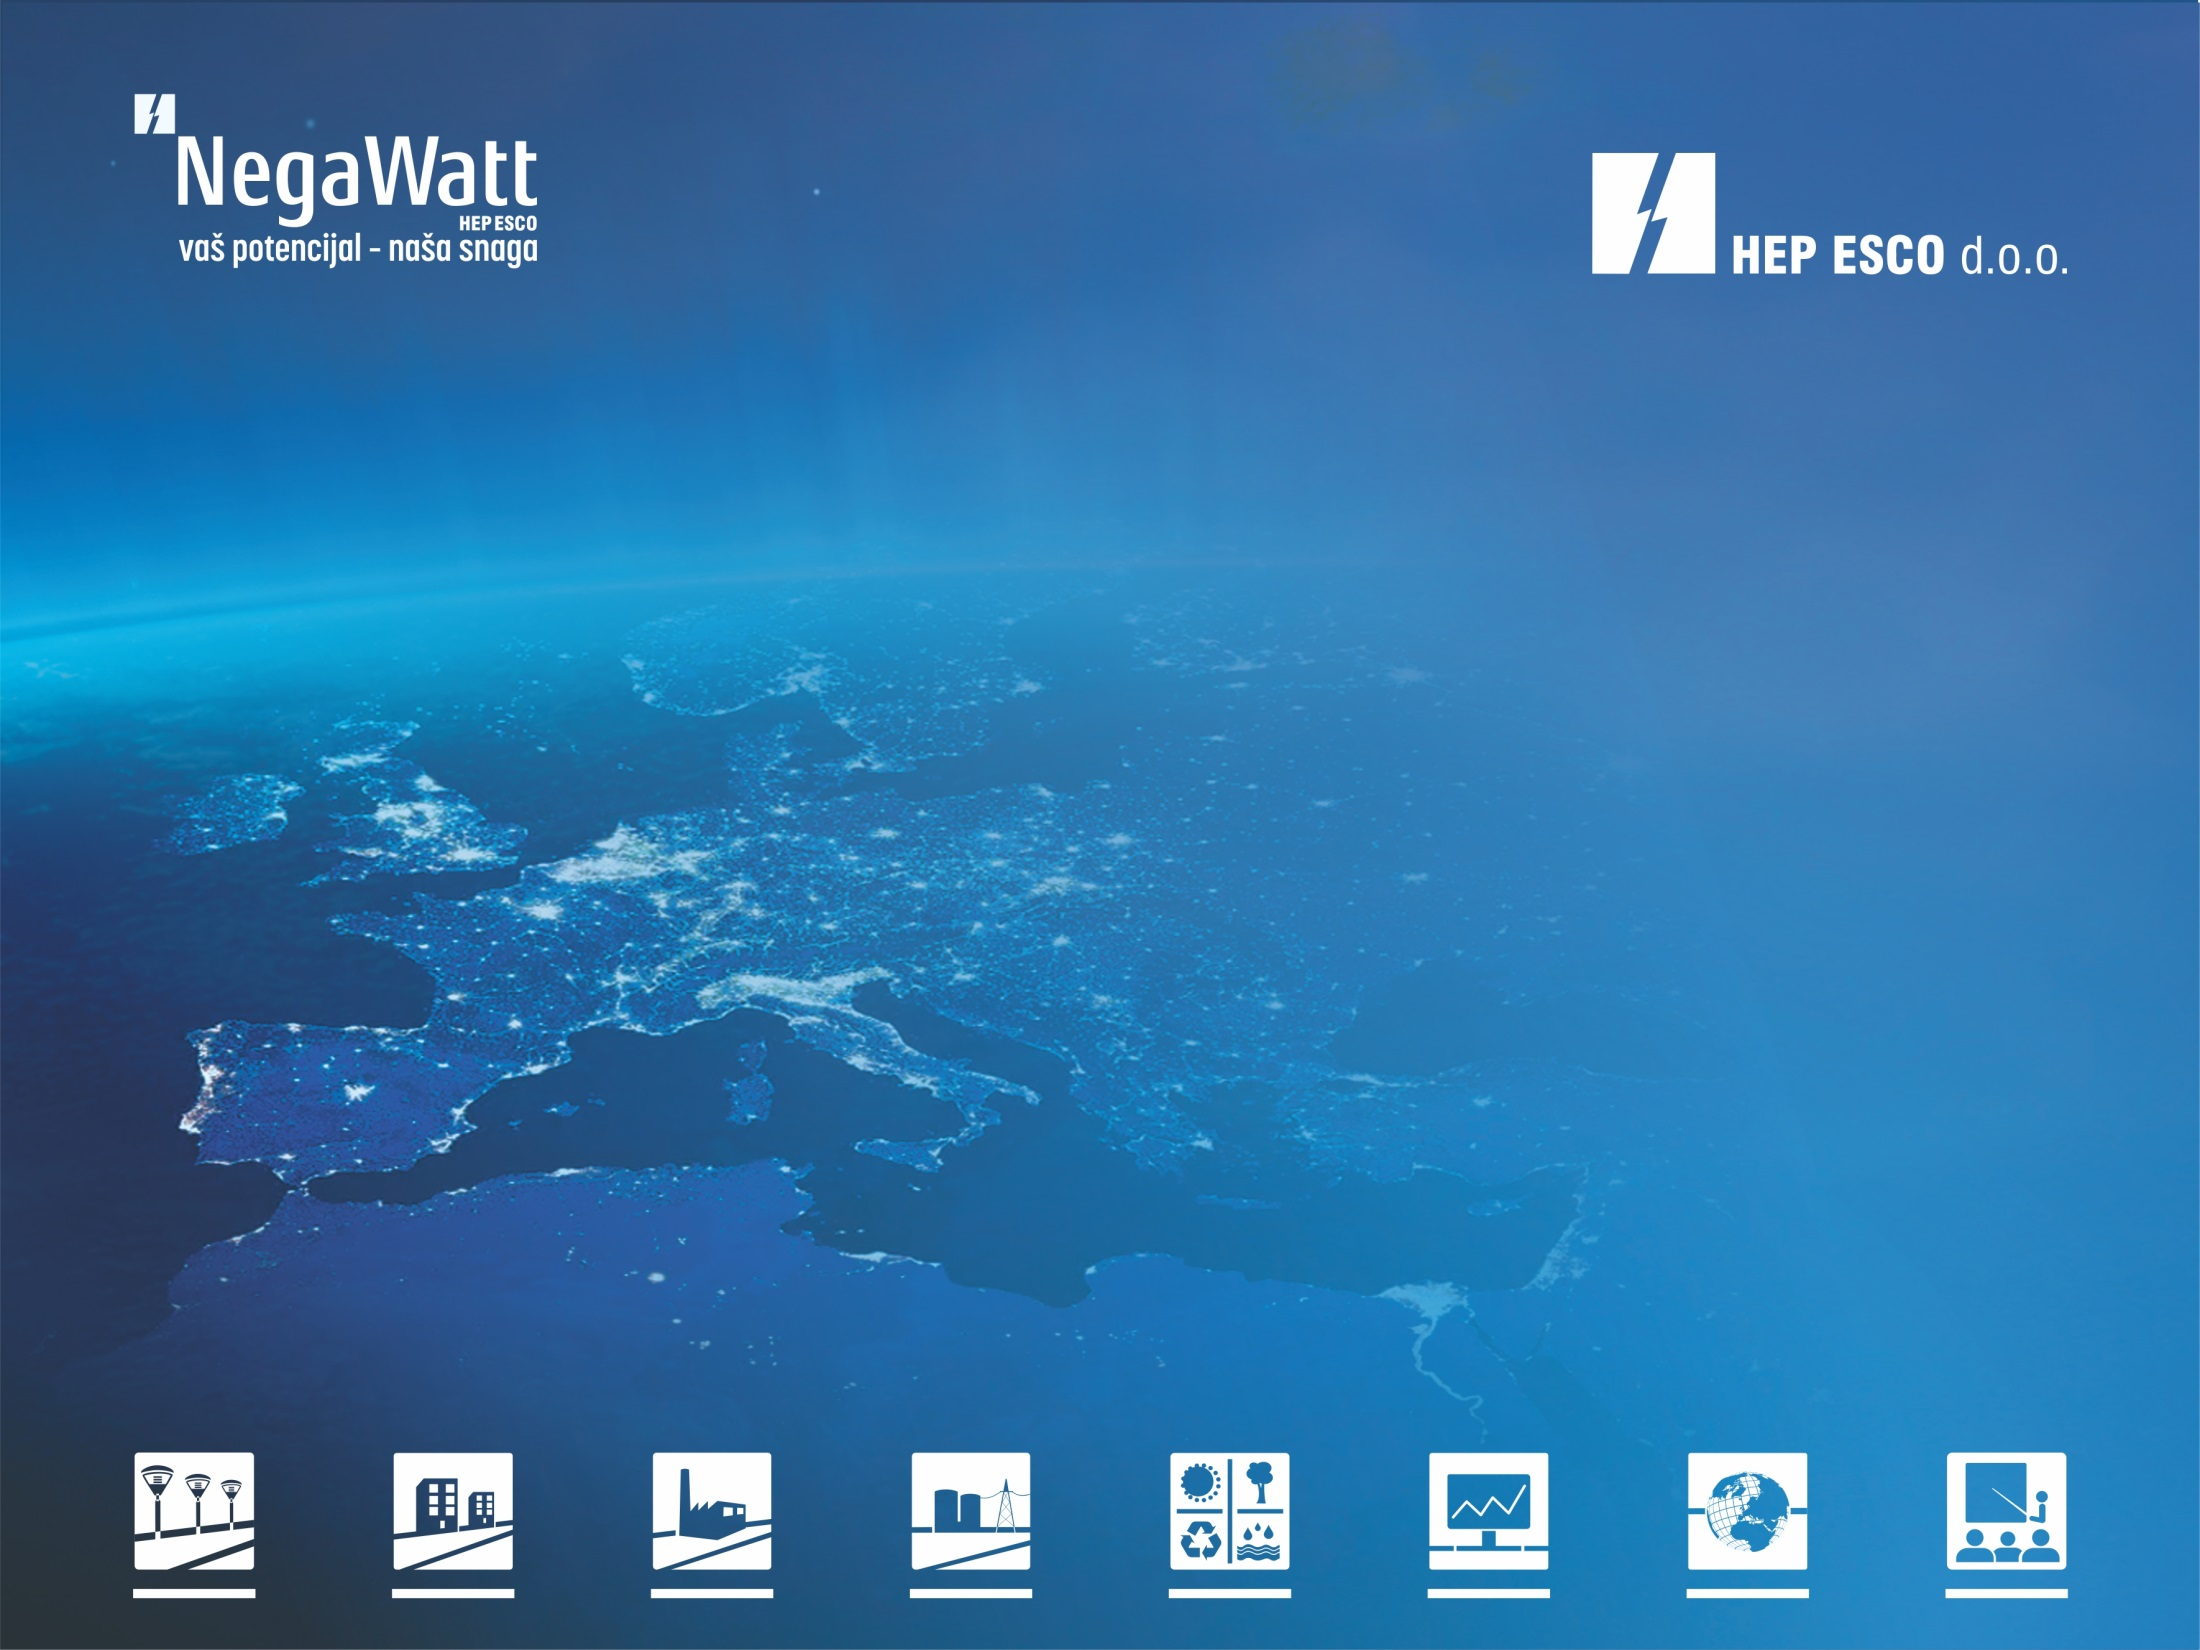 NegaWatt
HEP ESCO
vaš potencijal - naša snaga
HEP ESCO d.o.o.